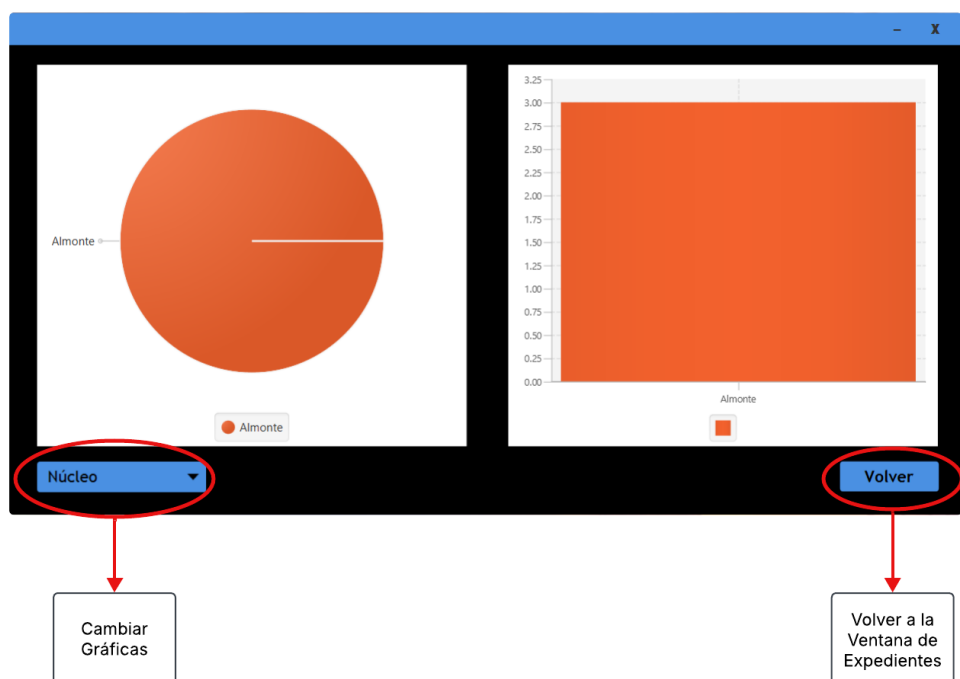 – X
Almonte
Almonte
3.25
3.00
2.75
2.50
2.25
2.00
1.75
1.50
1.25
1.00
0.75
0.50
0.25
0.00
Almonte
Núcleo
Volver
Cambiar
Gráficas
Volver a la
Ventana de
Expedientes